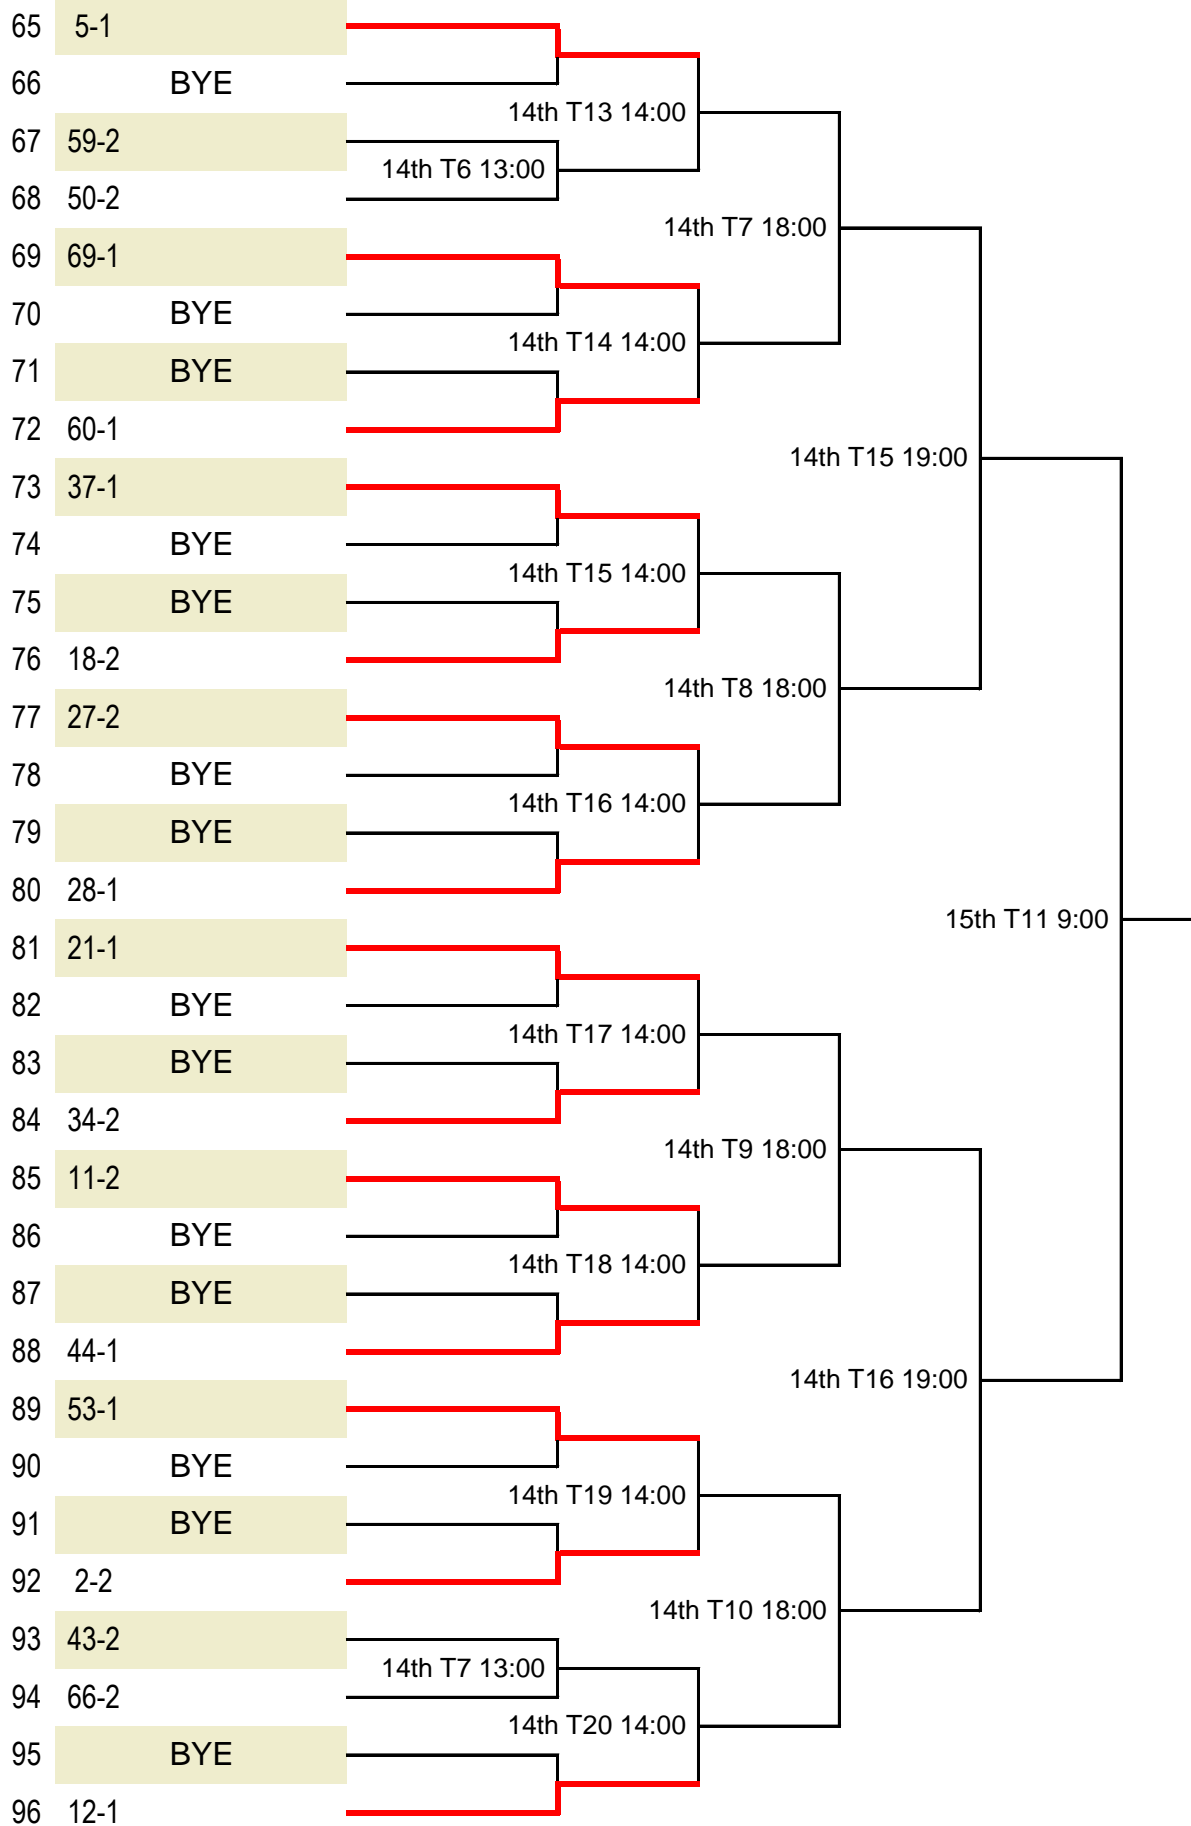 65 5-1
66 BYE
14th T13 14:00
67 59-2
14th T6 13:00
68 50-2
14th T7 18:00
69 69-1
70 BYE
14th T14 14:00
71 BYE
72 60-1
14th T15 19:00
73 37-1
74 BYE
14th T15 14:00
75 BYE
76 18-2
14th T8 18:00
77 27-2
78 BYE
14th T16 14:00
79 BYE
80 28-1
15th T11 9:00
81 21-1
82 BYE
14th T17 14:00
83 BYE
84 34-2
14th T9 18:00
85 11-2
86 BYE
14th T18 14:00
87 BYE
88 44-1
14th T16 19:00
89 53-1
90 BYE
14th T19 14:00
91 BYE
92 2-2
14th T10 18:00
93 43-2
14th T7 13:00
94 66-2
14th T20 14:00
95 BYE
96 12-1